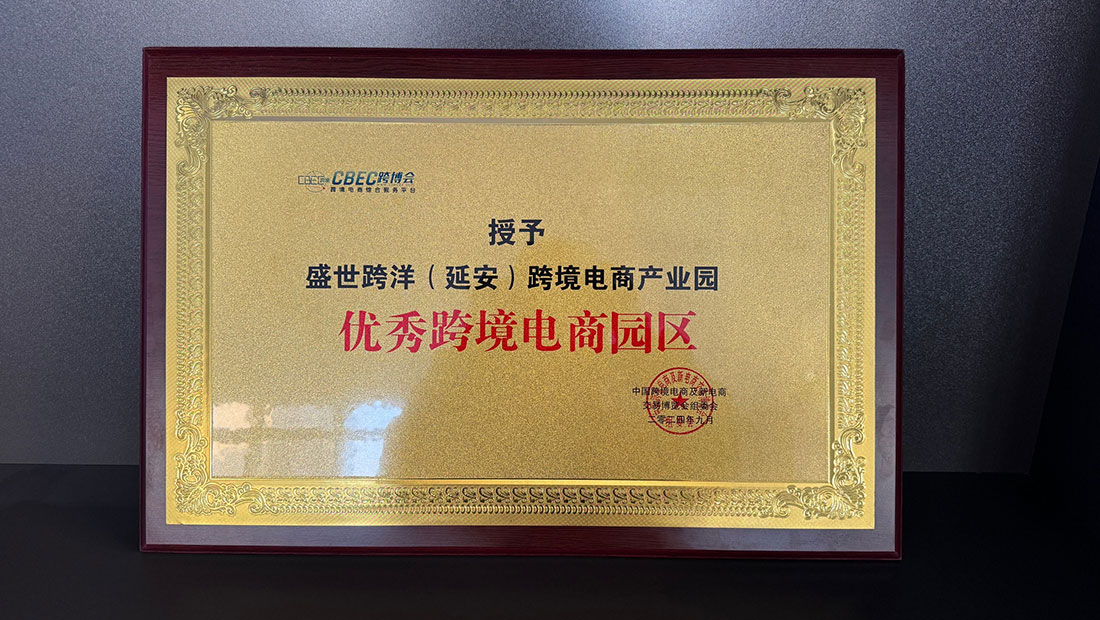 CBEC跨博会
跨境电商综合服务平台
授予
盛世跨洋（延安）跨境电商产业园
优秀跨境电商园区
中国跨境电商及新电商
交易博览会组委会
二零二四年九月